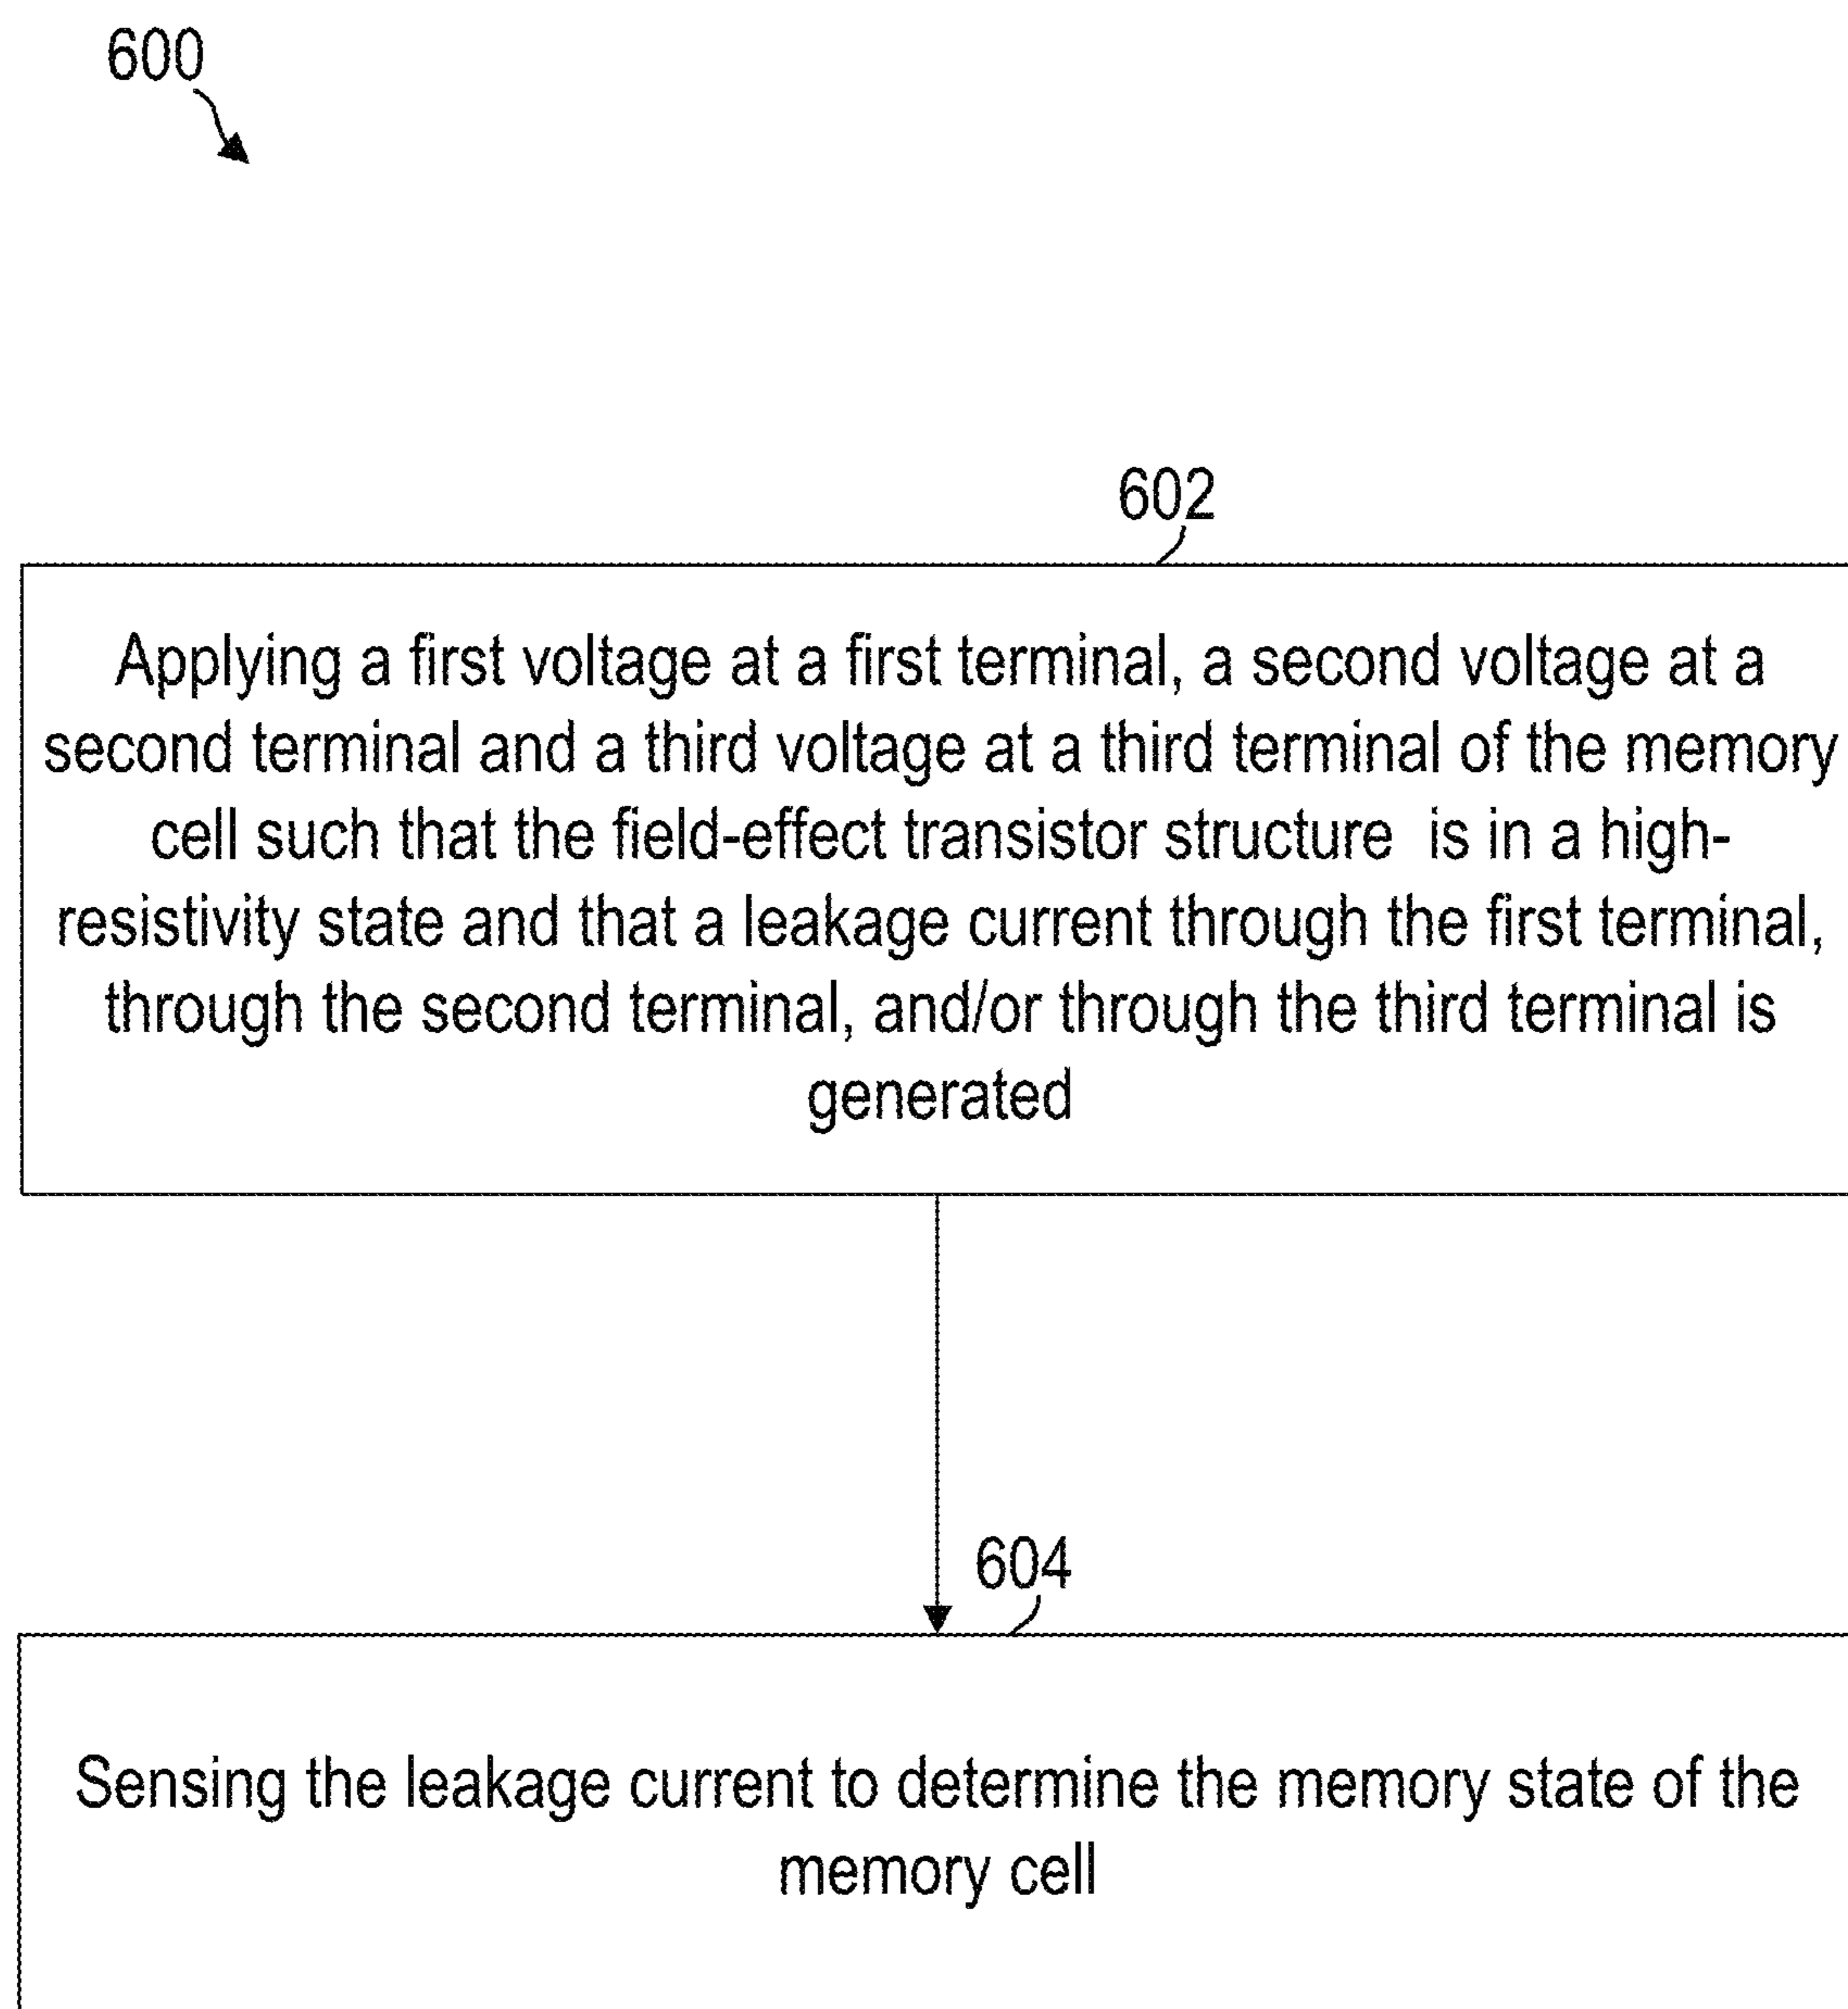 600
602
Applying a first voltage at a first terminal, a second voltage at a
second terminal and a third voltage at a third terminal of the memory
cell such that the field-effect transistor structure is in a high-
resistivity state and that a leakage current through the first terminal,
through the second terminal, and/or through the third terminal is
generated
604
Sensing the leakage current to determine the memory state of the
memory cell